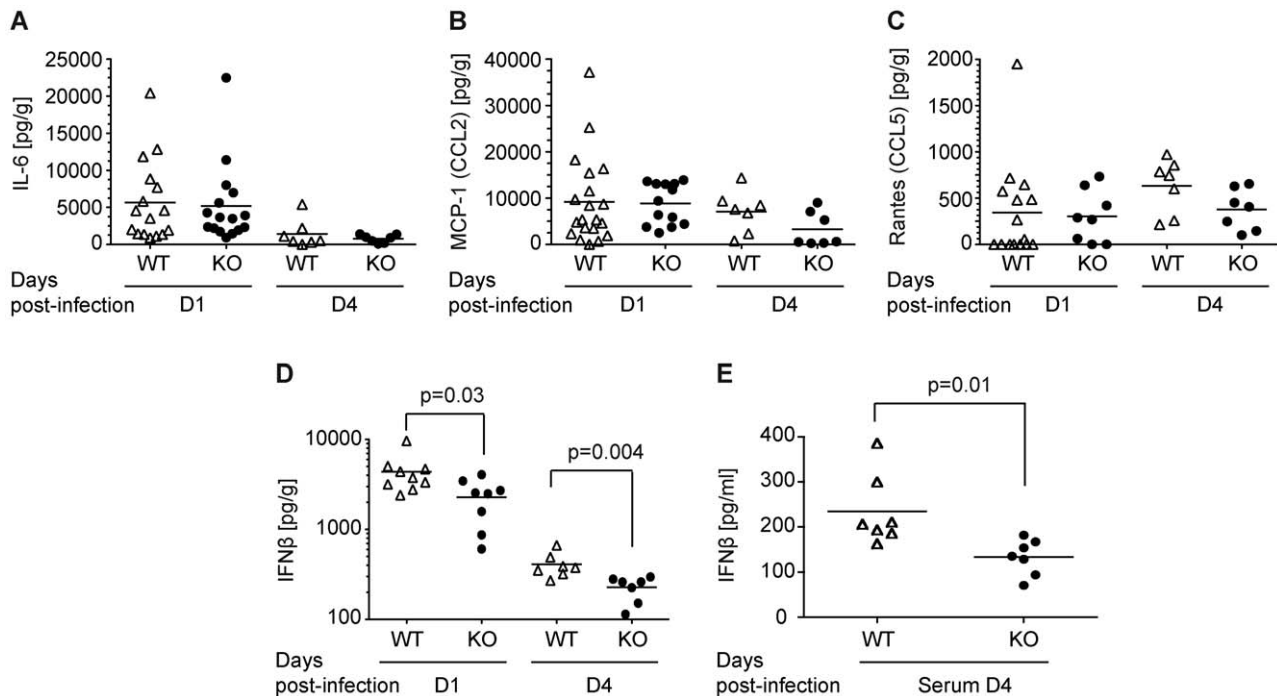 A
IL-6 [pg/g]
25000
20000
15000
10000
5000
0
WT KO WT KO
Days
post-infection D1 D4
B
MCP-1 (CCL2) [pg/g]
40000
30000
20000
10000
0
WT KO WT KO
Days
post-infection D1 D4
C
Rantes (CCL5) [pg/g]
2000
1500
1000
500
0
WT KO WT KO
Days
post-infection D1 D4
D
p=0.03
p=0.004
IFNβ [pg/g]
10000
1000
100
WT KO WT KO
Days
post-infection D1 D4
E
p=0.01
IFNβ [pg/ml]
400
300
200
100
0
WT KO
Days
post-infection Serum D4